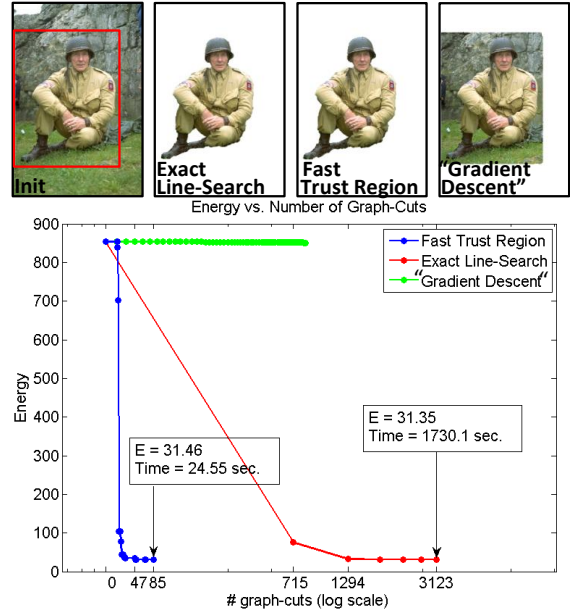 Init
Exact
Line-Search
Fast
Trust Region
“Gradient
Descent”
Energy vs. Number of Graph-Cuts
900
800
700
600
500
400
300
200
100
0
Energy
Fast Trust Region
Exact Line-Search
“Gradient Descent“
E = 31.46
Time = 24.55 sec.
E = 31.35
Time = 1730.1 sec.
0 4785 715 1294 3123
# graph-cuts (log scale)